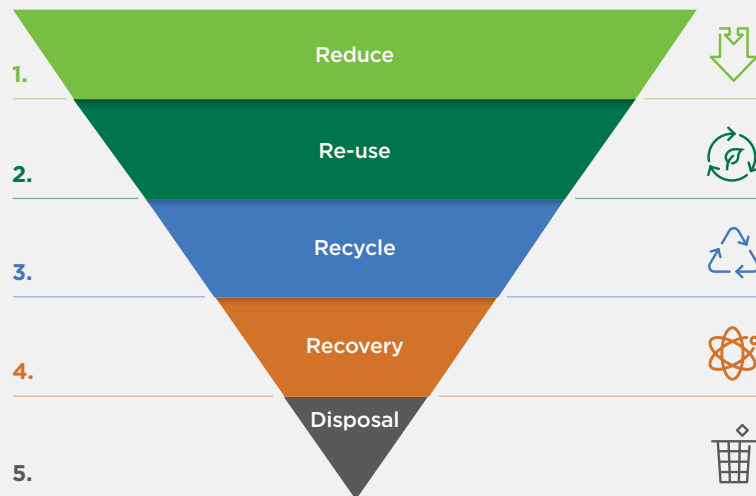 1.
Reduce
2.
Re-use
3.
Recycle
4.
Recovery
5.
Disposal